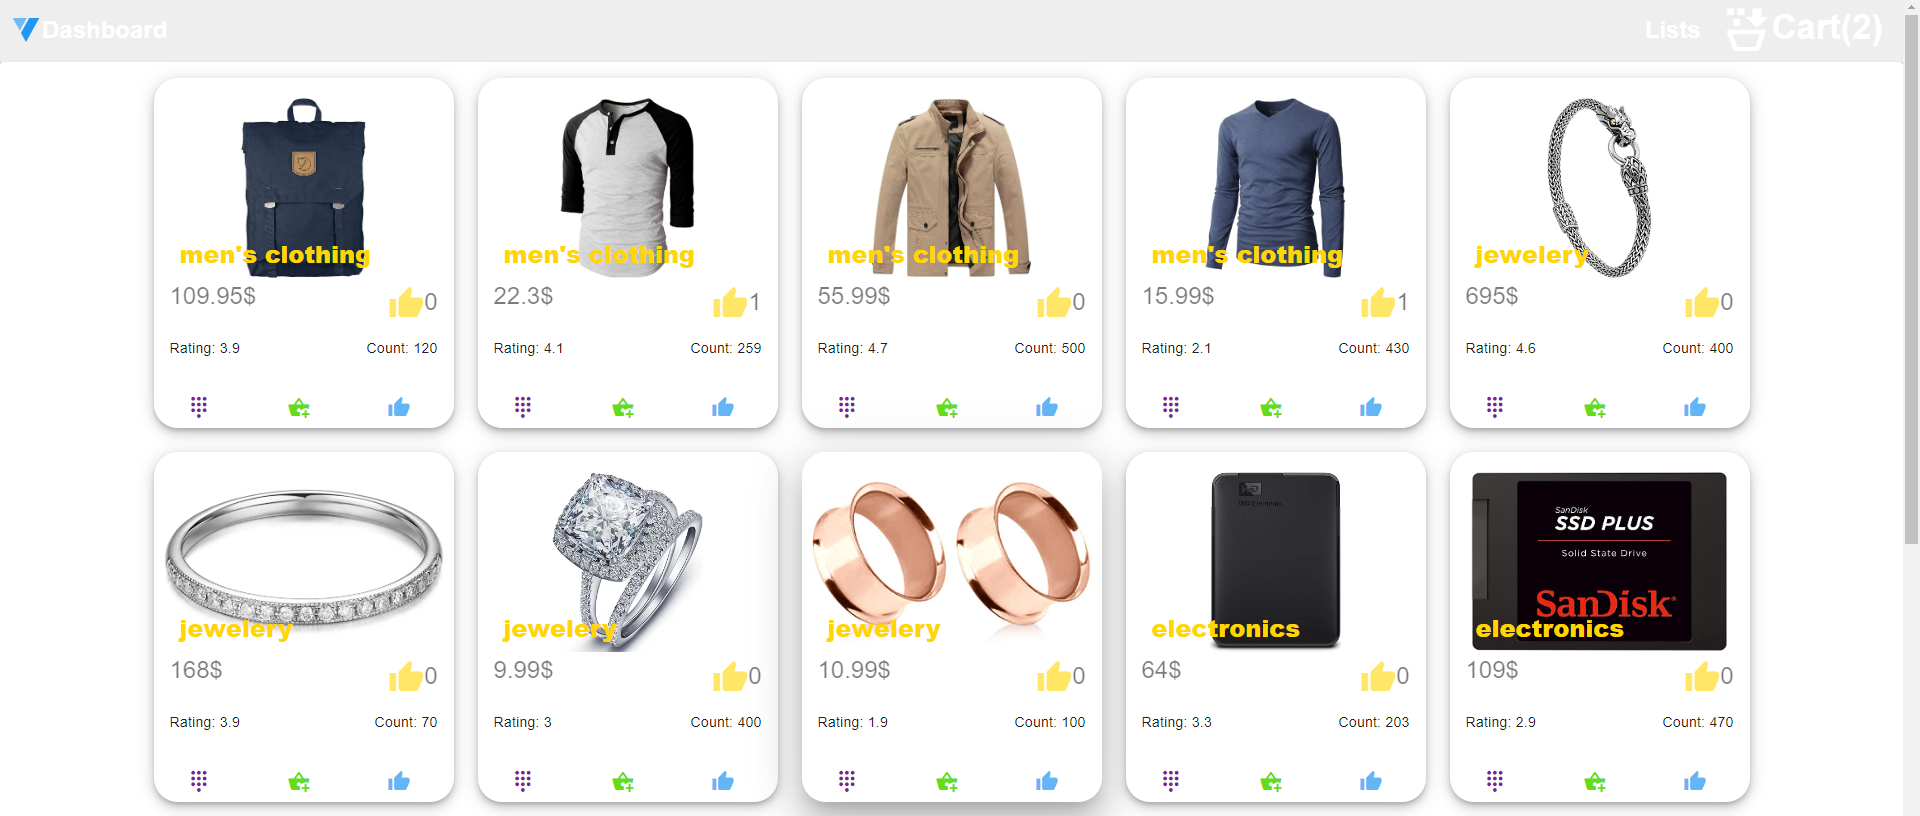 Dashboard
Lists
Cart(2)
men's clothing
109.95$
0
Rating: 3.9
Count: 120
men's clothing
22.3$
1
Rating: 4.1
Count: 259
men's clothing
55.99$
0
Rating: 4.7
Count: 500
men's clothing
15.99$
1
Rating: 2.1
Count: 430
jewelery
695$
0
Rating: 4.6
Count: 400
jewelery
168$
0
Rating: 3.9
Count: 70
jewelery
9.99$
0
Rating: 3
Count: 400
jewelery
10.99$
0
Rating: 1.9
Count: 100
WD Elements
electronics
64$
0
Rating: 3.3
Count: 203
SanDisk
SSD PLUS
Solid State Drive
SanDisk®
electronics
109$
0
Rating: 2.9
Count: 470